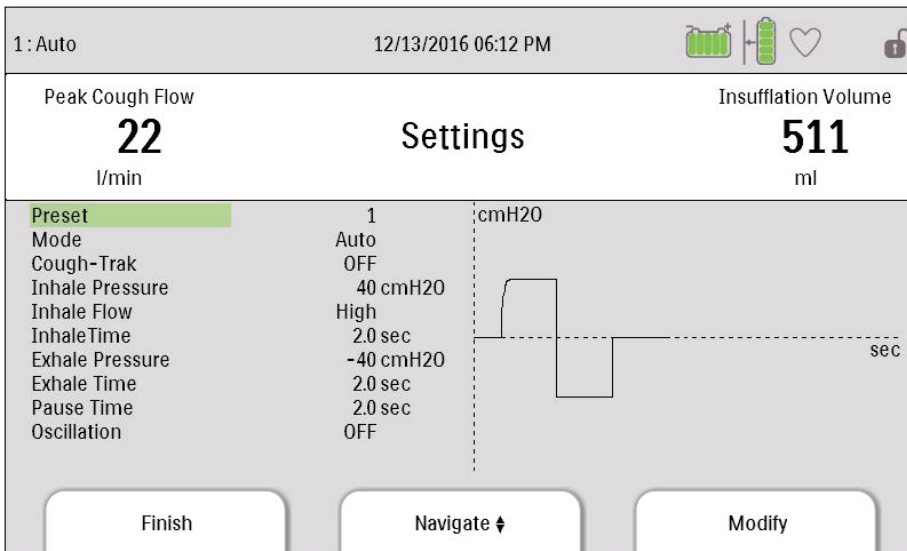 1 : Auto 12/13/2016 06:12 PM
Peak Cough Flow
22
l/min
Settings
Insufflation Volume
511
ml
Preset 1
Mode Auto
Cough-Trak OFF
Inhale Pressure 40 cmH2O
Inhale Flow High
InhaleTime 2.0 sec
Exhale Pressure -40 cmH2O
Exhale Time 2.0 sec
Pause Time 2.0 sec
Oscillation OFF
cmH2O
sec
Finish Navigate Modify